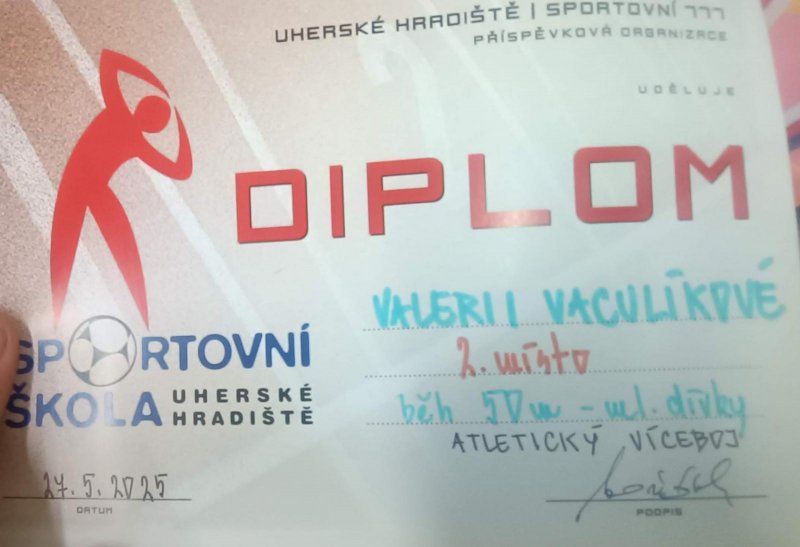 UHERSKÉ HRADIŠTĚ | SPORTOVNÍ 777
PŘÍSPĚVKOVÁ ORGANIZACE
UDĚLUJE
DIPLOM
VALERII VACULÍKOVÉ
2. místo
běh 50m - ml. dívky
ATLETICKÝ VÍCEBOJ
SPORTOVNÍ
ŠKOLA UHERSKÉ
HRADIŠTĚ
27.5.2025
DATUM
PODPIS